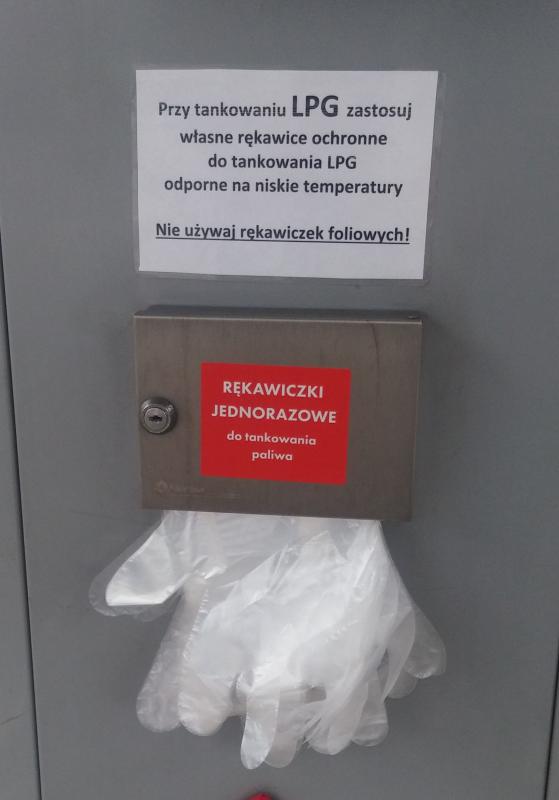 Przy tankowaniu LPG zastosuj
własne rękawice ochronne
do tankowania LPG
odporne na niskie temperatury
Nie używaj rękawiczek foliowych!
RĘKAWICZKI
JEDNORAZOWE
do tankowania
paliwa